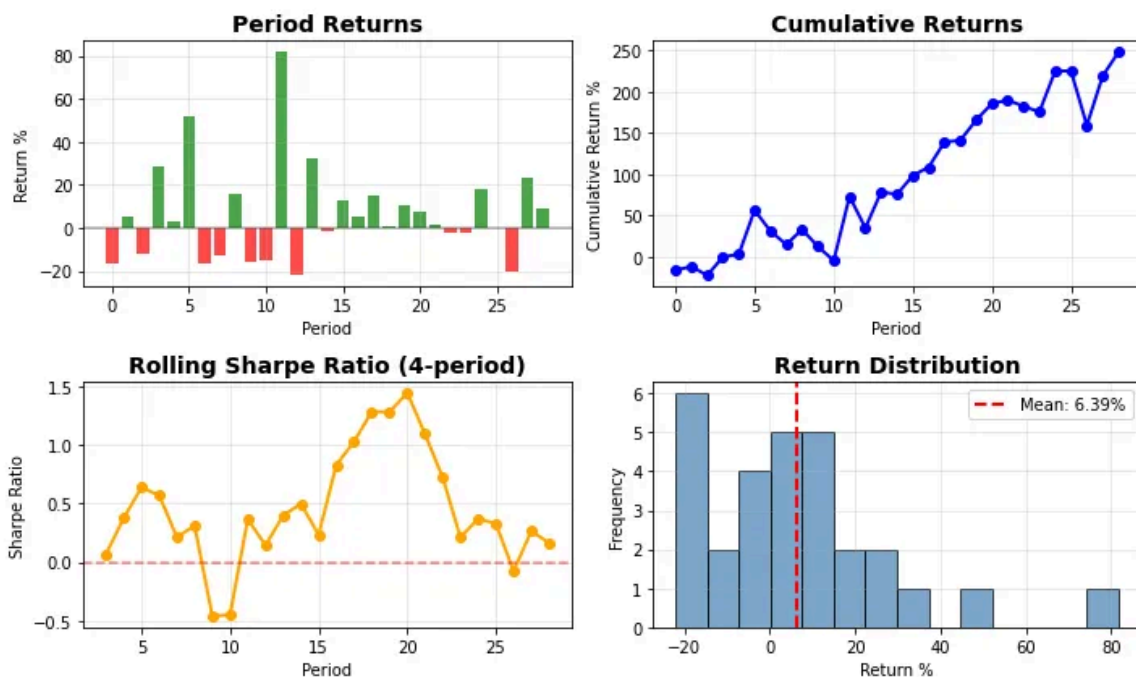 Period Returns
80
60
40
20
0
−20
Return %
0 5 10 15 20 25
Period
Cumulative Returns
250
200
150
100
50
0
Cumulative Return %
0 5 10 15 20 25
Period
Rolling Sharpe Ratio (4-period)
1.5
1.0
0.5
0.0
−0.5
Sharpe Ratio
5 10 15 20 25
Period
Return Distribution
6
5
4
3
2
1
0
Frequency
Mean: 6.39%
−20 0 20 40 60 80
Return %